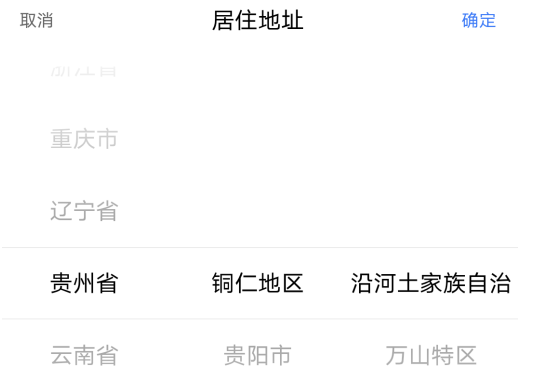 取消 居住地址 确定
重庆市
辽宁省
贵州省 铜仁地区 沿河土家族自治
云南省 贵阳市 万山特区